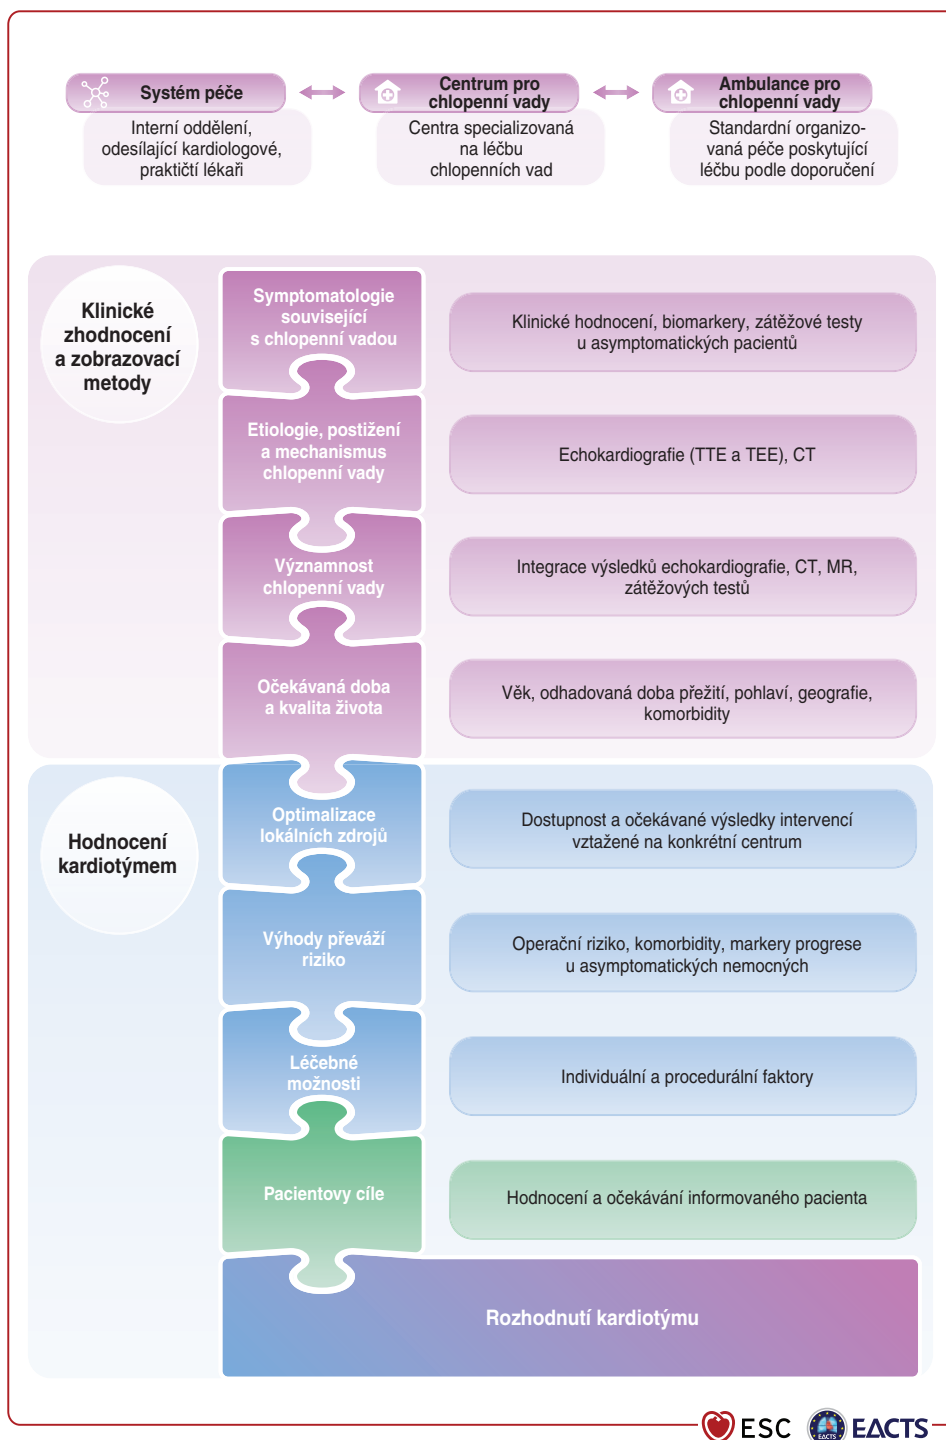 Systém péče
Interní oddělení,
odesílající kardiologové,
praktičtí lékaři
Centrum pro
chlopenní vady
Centra specializovaná
na léčbu
chlopenních vad
Ambulance pro
chlopenní vady
Standardní organizo-
vaná péče poskytující
léčbu podle doporučení
Klinické
zhodnocení
a zobrazovací
metody
Symptomatologie
související
s chlopenní vadou
Klinické hodnocení, biomarkery, zátěžové testy
u asymptomatických pacientů
Etiologie, postižení
a mechanismus
chlopenní vady
Echokardiografie (TTE a TEE), CT
Významnost
chlopenní vady
Integrace výsledků echokardiografie, CT, MR,
zátěžových testů
Očekávaná doba
a kvalita života
Věk, odhadovaná doba přežití, pohlaví, geografie,
komorbidity
Hodnocení
kardiotýmem
Optimalizace
lokálních zdrojů
Dostupnost a očekávané výsledky intervencí
vztažené na konkrétní centrum
Výhody převáží
riziko
Operační riziko, komorbidity, markery progrese
u asymptomatických nemocných
Léčebné
možnosti
Individuální a procedurální faktory
Pacientovy cíle
Hodnocení a očekávání informovaného pacienta
Rozhodnutí kardiotýmu
ESC
EACTS
EACTS